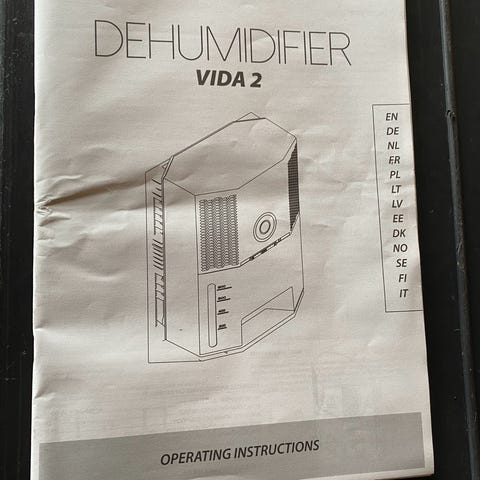 DEHUMIDIFIER
VIDA 2
EN
DE
NL
FR
PL
LT
LV
EE
DK
NO
SE
FI
IT
OPERATING INSTRUCTIONS